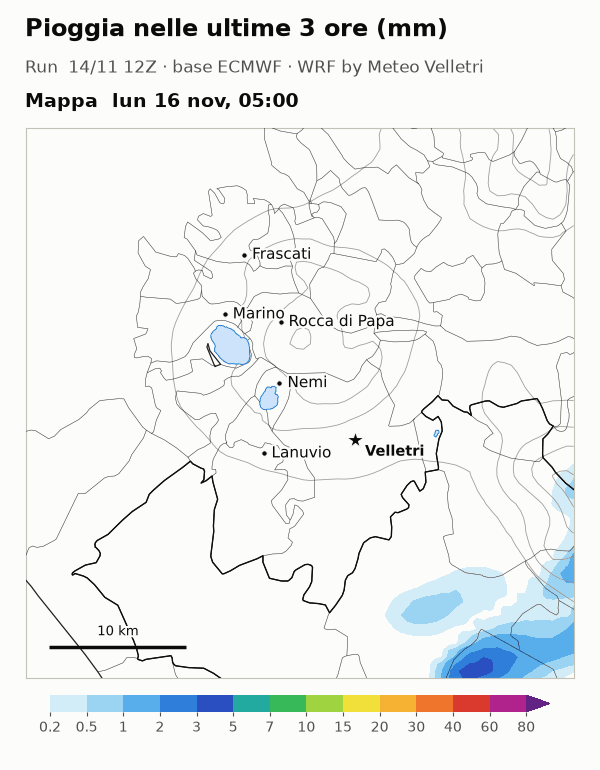 Pioggia nelle ultime 3 ore (mm)
Run  14/11 12Z · base ECMWF · WRF by Meteo Velletri
Mappa  lun 16 nov, 05:00
Frascati
Marino
Rocca di Papa
Nemi
Velletri
Lanuvio
10 km
0.2 0.5 1 2 3 5 7 10 15 20 30 40 60 80